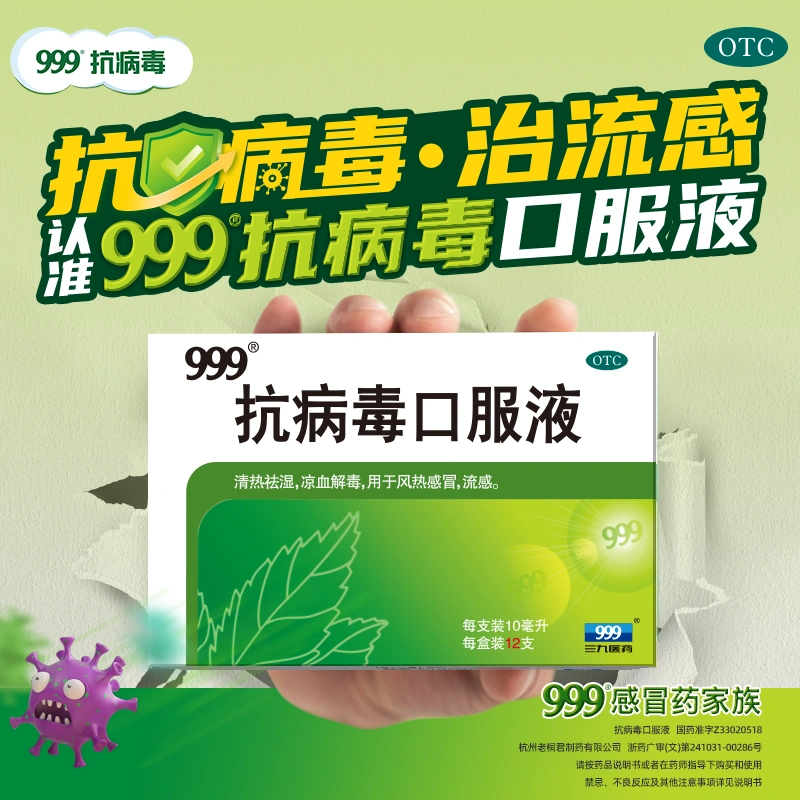 999® 抗病毒
OTC
抗病毒·治流感
认准999®抗病毒口服液
999®
OTC
抗病毒口服液
清热祛湿,凉血解毒,用于风热感冒,流感。
999
999
每支装10毫升
每盒装12支
999®
三九医药
999®感冒药家族
抗病毒口服液 国药准字Z33020518
杭州老桐君制药有限公司 浙药广审(文)第241031-00286号
请按药品说明书或者在药师指导下购买和使用
禁忌、不良反应及其他注意事项详见说明书